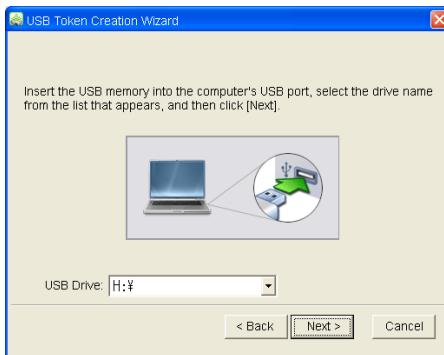 USB Token Creation Wizard
Insert the USB memory into the computer's USB port, select the drive name
from the list that appears, and then click [Next].
USB Drive: H:¥
< Back Next > Cancel